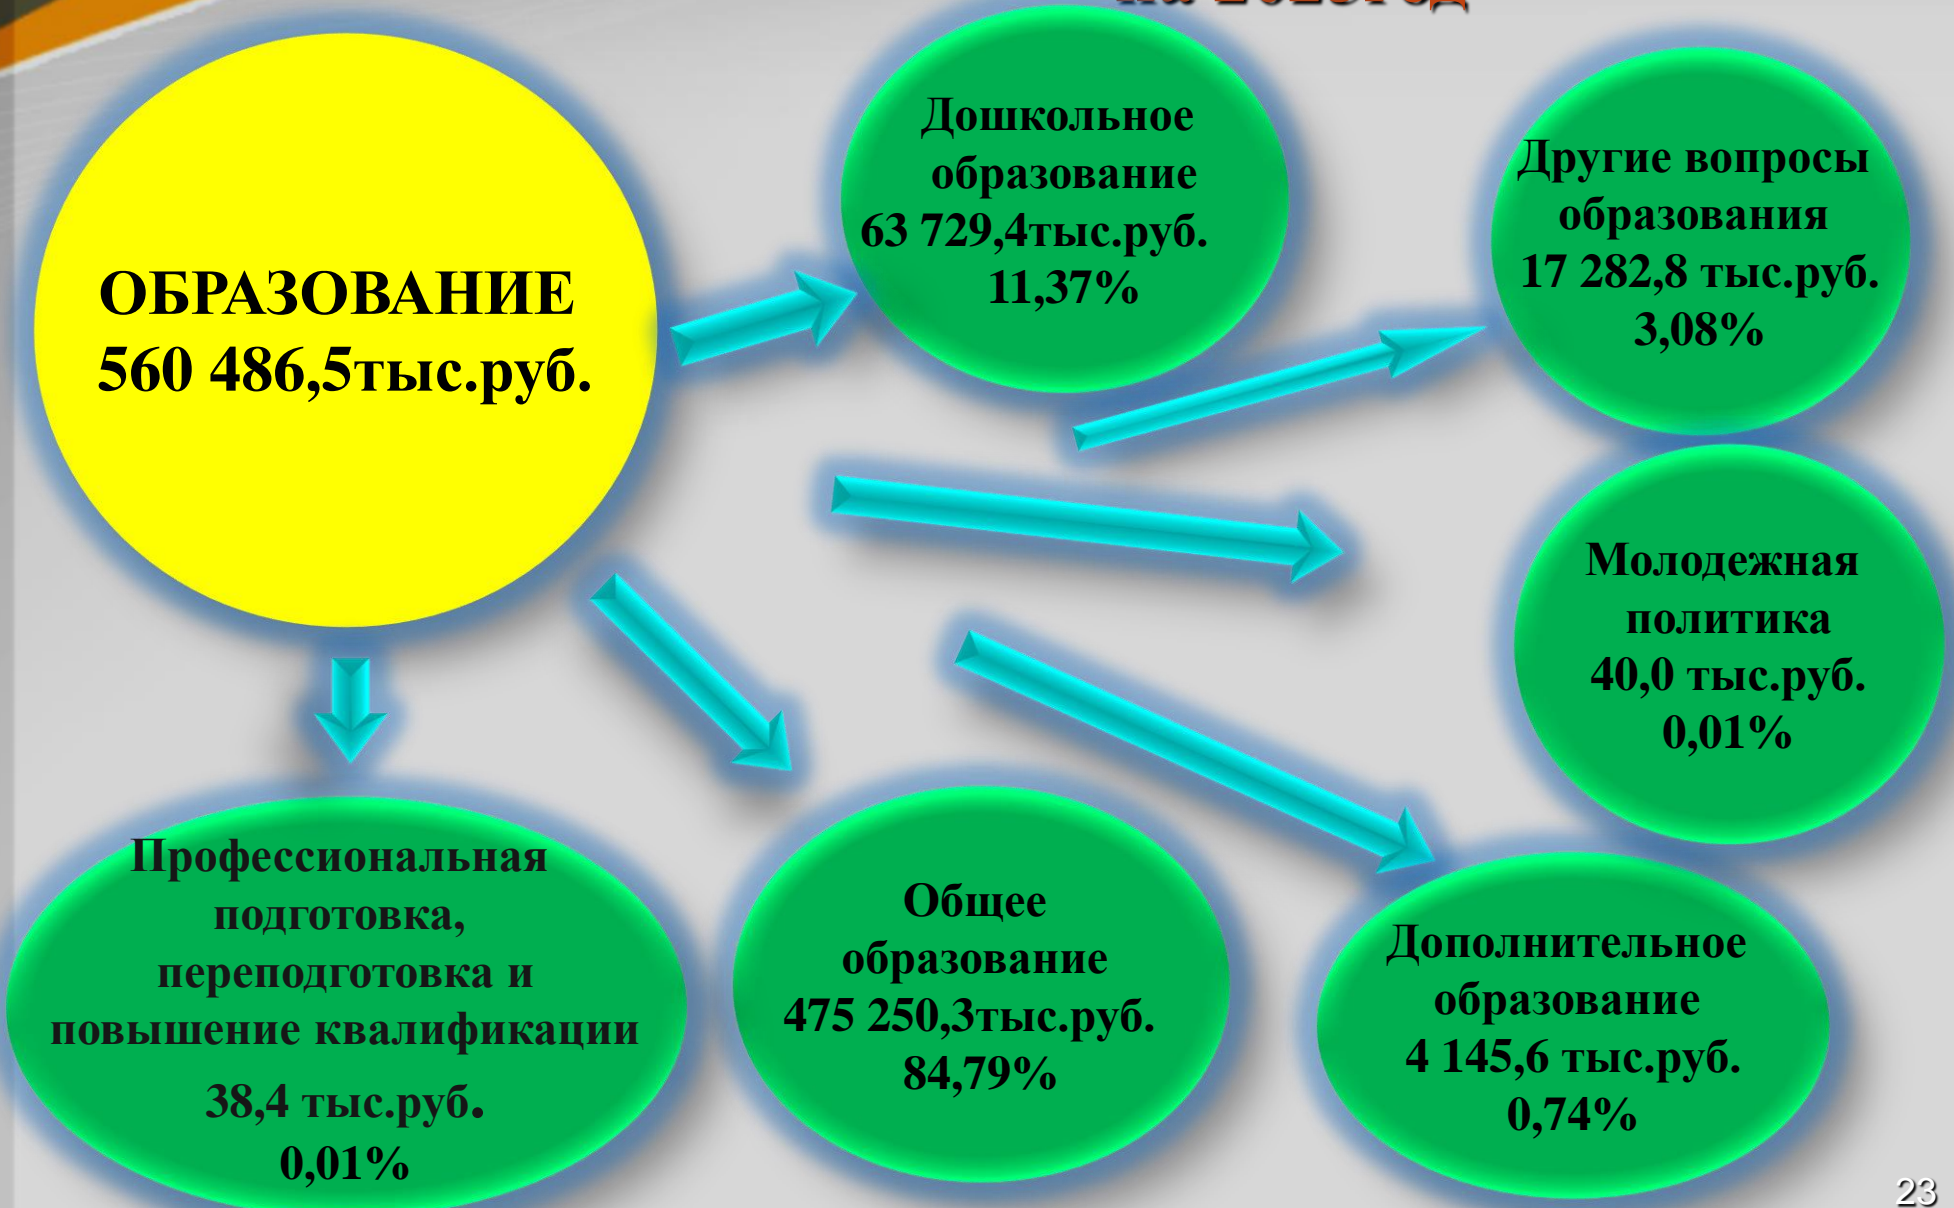 ОБРАЗОВАНИЕ
560 486,5тыс.руб.
Дошкольное
образование
63 729,4тыс.руб.
11,37%
Другие вопросы
образования
17 282,8 тыс.руб.
3,08%
Молодежная
политика
40,0 тыс.руб.
0,01%
Профессиональная
подготовка,
переподготовка и
повышение квалификации
38,4 тыс.руб.
0,01%
Общее
образование
475 250,3тыс.руб.
84,79%
Дополнительное
образование
4 145,6 тыс.руб.
0,74%
23